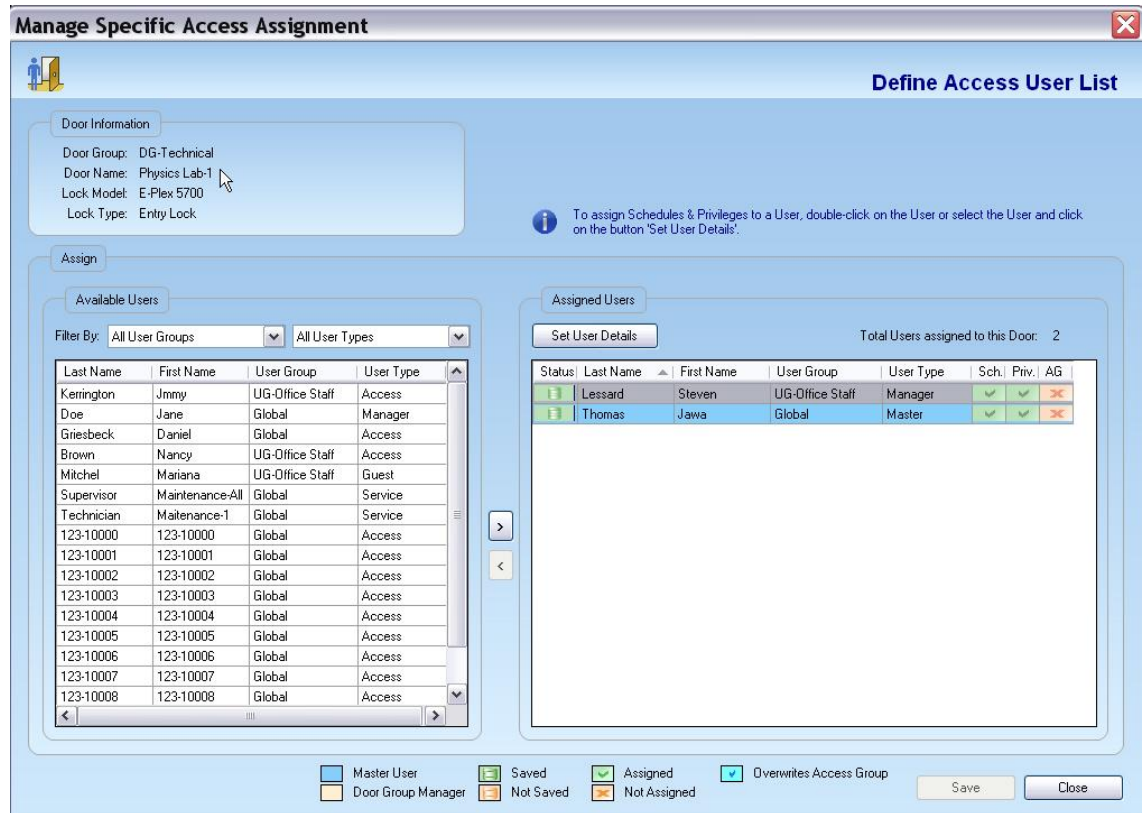 Manage Specific Access Assignment
Define Access User List
Door Information
Door Group: DG-Technical
Door Name: Physics Lab-1
Lock Model: E-Plex 5700
Lock Type: Entry Lock
To assign Schedules & Privileges to a User, double-click on the User or select the User and click
on the button 'Set User Details'.
Assign
Available Users
Filter By: All User Groups All User Types
Last Name First Name User Group User Type
Kerrington Jmmy UG-Office Staff Access
Doe Jane Global Manager
Griesbeck Daniel Global Access
Brown Nancy UG-Office Staff Access
Mitchel Mariana UG-Office Staff Guest
Supervisor Maintenance-All Global Service
Technician Maitenance-1 Global Service
123-10000 123-10000 Global Access
123-10001 123-10001 Global Access
123-10002 123-10002 Global Access
123-10003 123-10003 Global Access
123-10004 123-10004 Global Access
123-10005 123-10005 Global Access
123-10006 123-10006 Global Access
123-10007 123-10007 Global Access
123-10008 123-10008 Global Access
>
<
Assigned Users
Set User Details Total Users assigned to this Door: 2
Status Last Name First Name User Group User Type Sch. Priv. AG
Lessard Steven UG-Office Staff Manager
Thomas Jawa Global Master
Master User Saved Assigned Overwrites Access Group
Door Group Manager Not Saved Not Assigned
Save Close